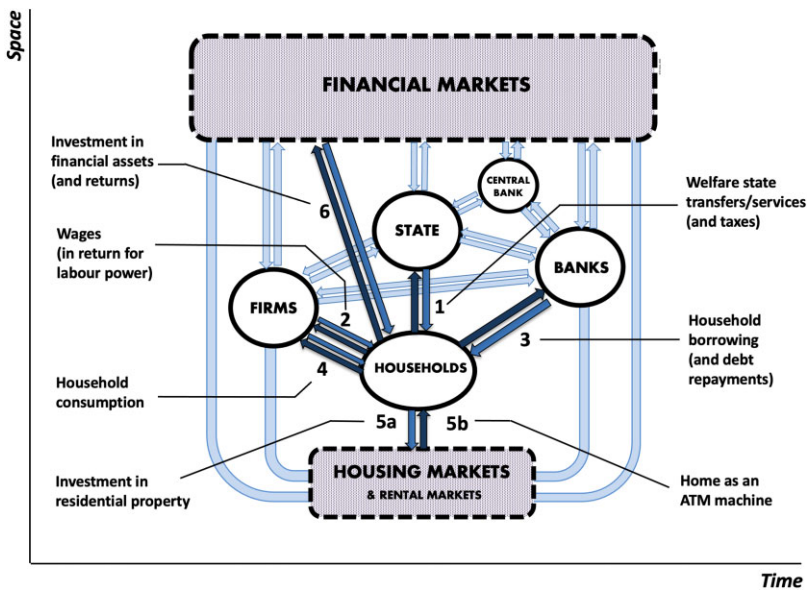 Space
FINANCIAL MARKETS
Investment in
financial assets
(and returns)
6
CENTRAL
BANK
Welfare state
transfers/services
(and taxes)
STATE
Wages
(in return for
labour power)
BANKS
FIRMS
2
1
3
Household
borrowing
(and debt
repayments)
HOUSEHOLDS
4
Household
consumption
5a
5b
HOUSING MARKETS
& RENTAL MARKETS
Investment in
residential property
Home as an
ATM machine
Time